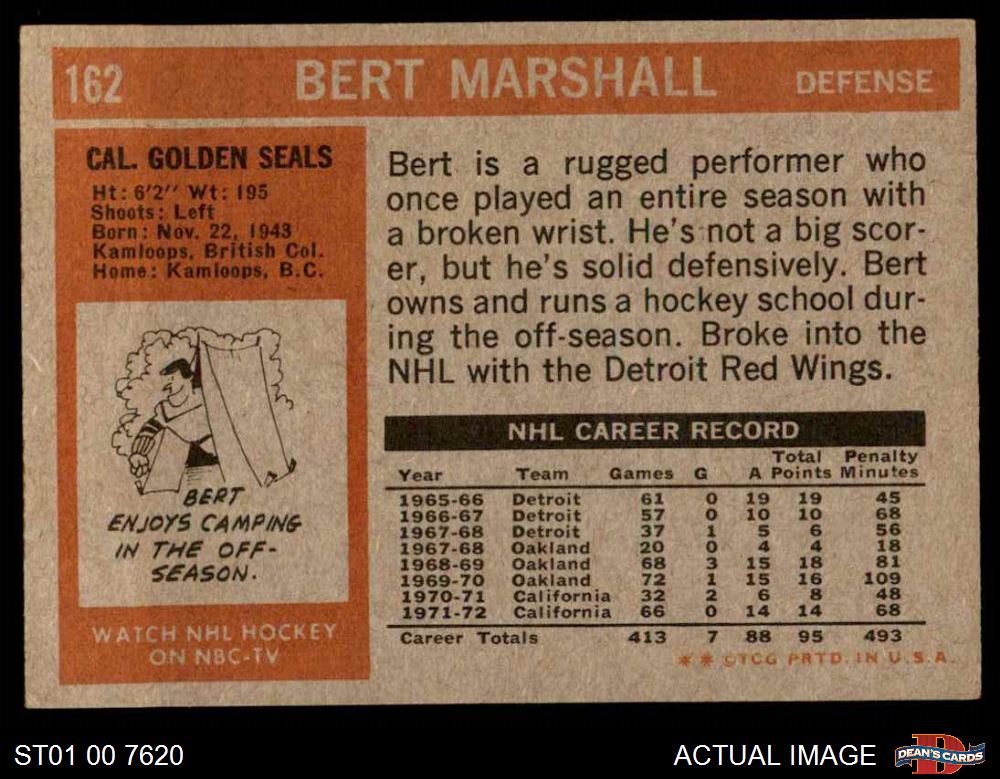 162 BERT MARSHALL DEFENSE
CAL. GOLDEN SEALS
Ht: 6'2" Wt: 195
Shoots: Left
Born: Nov. 22, 1943
Kamloops, British Col.
Home: Kamloops, B.C.
BERT
ENJOYS CAMPING
IN THE OFF-
SEASON.
WATCH NHL HOCKEY
ON NBC-TV
Bert is a rugged performer who
once played an entire season with
a broken wrist. He's not a big scor-
er, but he's solid defensively. Bert
owns and runs a hockey school dur-
ing the off-season. Broke into the
NHL with the Detroit Red Wings.
NHL CAREER RECORD
Year Team Games G A Total Points Penalty Minutes
1965-66 Detroit 61 0 19 19 45
1966-67 Detroit 57 0 10 10 68
1967-68 Detroit 37 1 5 6 56
1967-68 Oakland 20 0 4 4 18
1968-69 Oakland 68 3 15 18 81
1969-70 Oakland 72 1 15 16 109
1970-71 California 32 2 6 8 48
1971-72 California 66 0 14 14 68
Career Totals 413 7 88 95 493
* * ©TCG PRTD. IN U.S.A.
ST01 00 7620 ACTUAL IMAGE DEAN'S CARDS